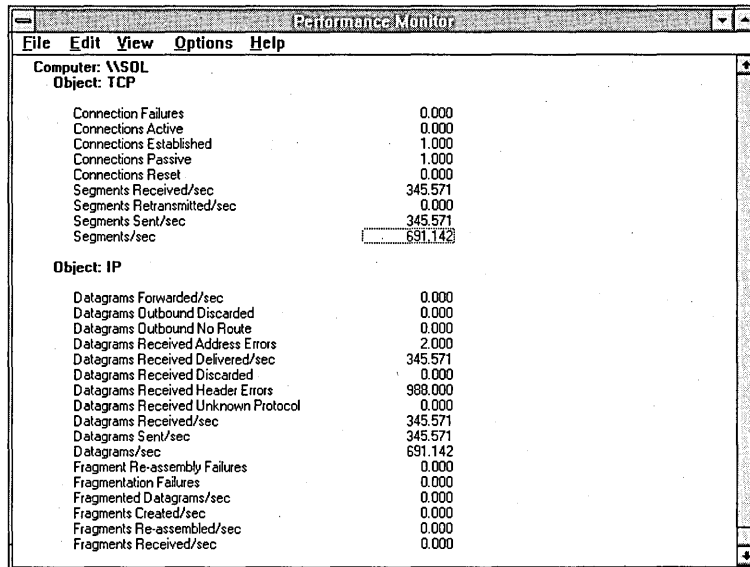 Performance Monitor
File Edit View Options Help
Computer: \\SOL
Object: TCP
Connection Failures 0.000
Connections Active 0.000
Connections Established 1.000
Connections Passive 1.000
Connections Reset 0.000
Segments Received/sec 345.571
Segments Retransmitted/sec 0.000
Segments Sent/sec 345.571
Segments/sec 691.142
Object: IP
Datagrams Forwarded/sec 0.000
Datagrams Outbound Discarded 0.000
Datagrams Outbound No Route 0.000
Datagrams Received Address Errors 2.000
Datagrams Received Delivered/sec 345.571
Datagrams Received Discarded 0.000
Datagrams Received Header Errors 988.000
Datagrams Received Unknown Protocol 0.000
Datagrams Received/sec 345.571
Datagrams Sent/sec 345.571
Datagrams/sec 691.142
Fragment Re-assembly Failures 0.000
Fragmentation Failures 0.000
Fragmented Datagrams/sec 0.000
Fragments Created/sec 0.000
Fragments Re-assembled/sec 0.000
Fragments Received/sec 0.000